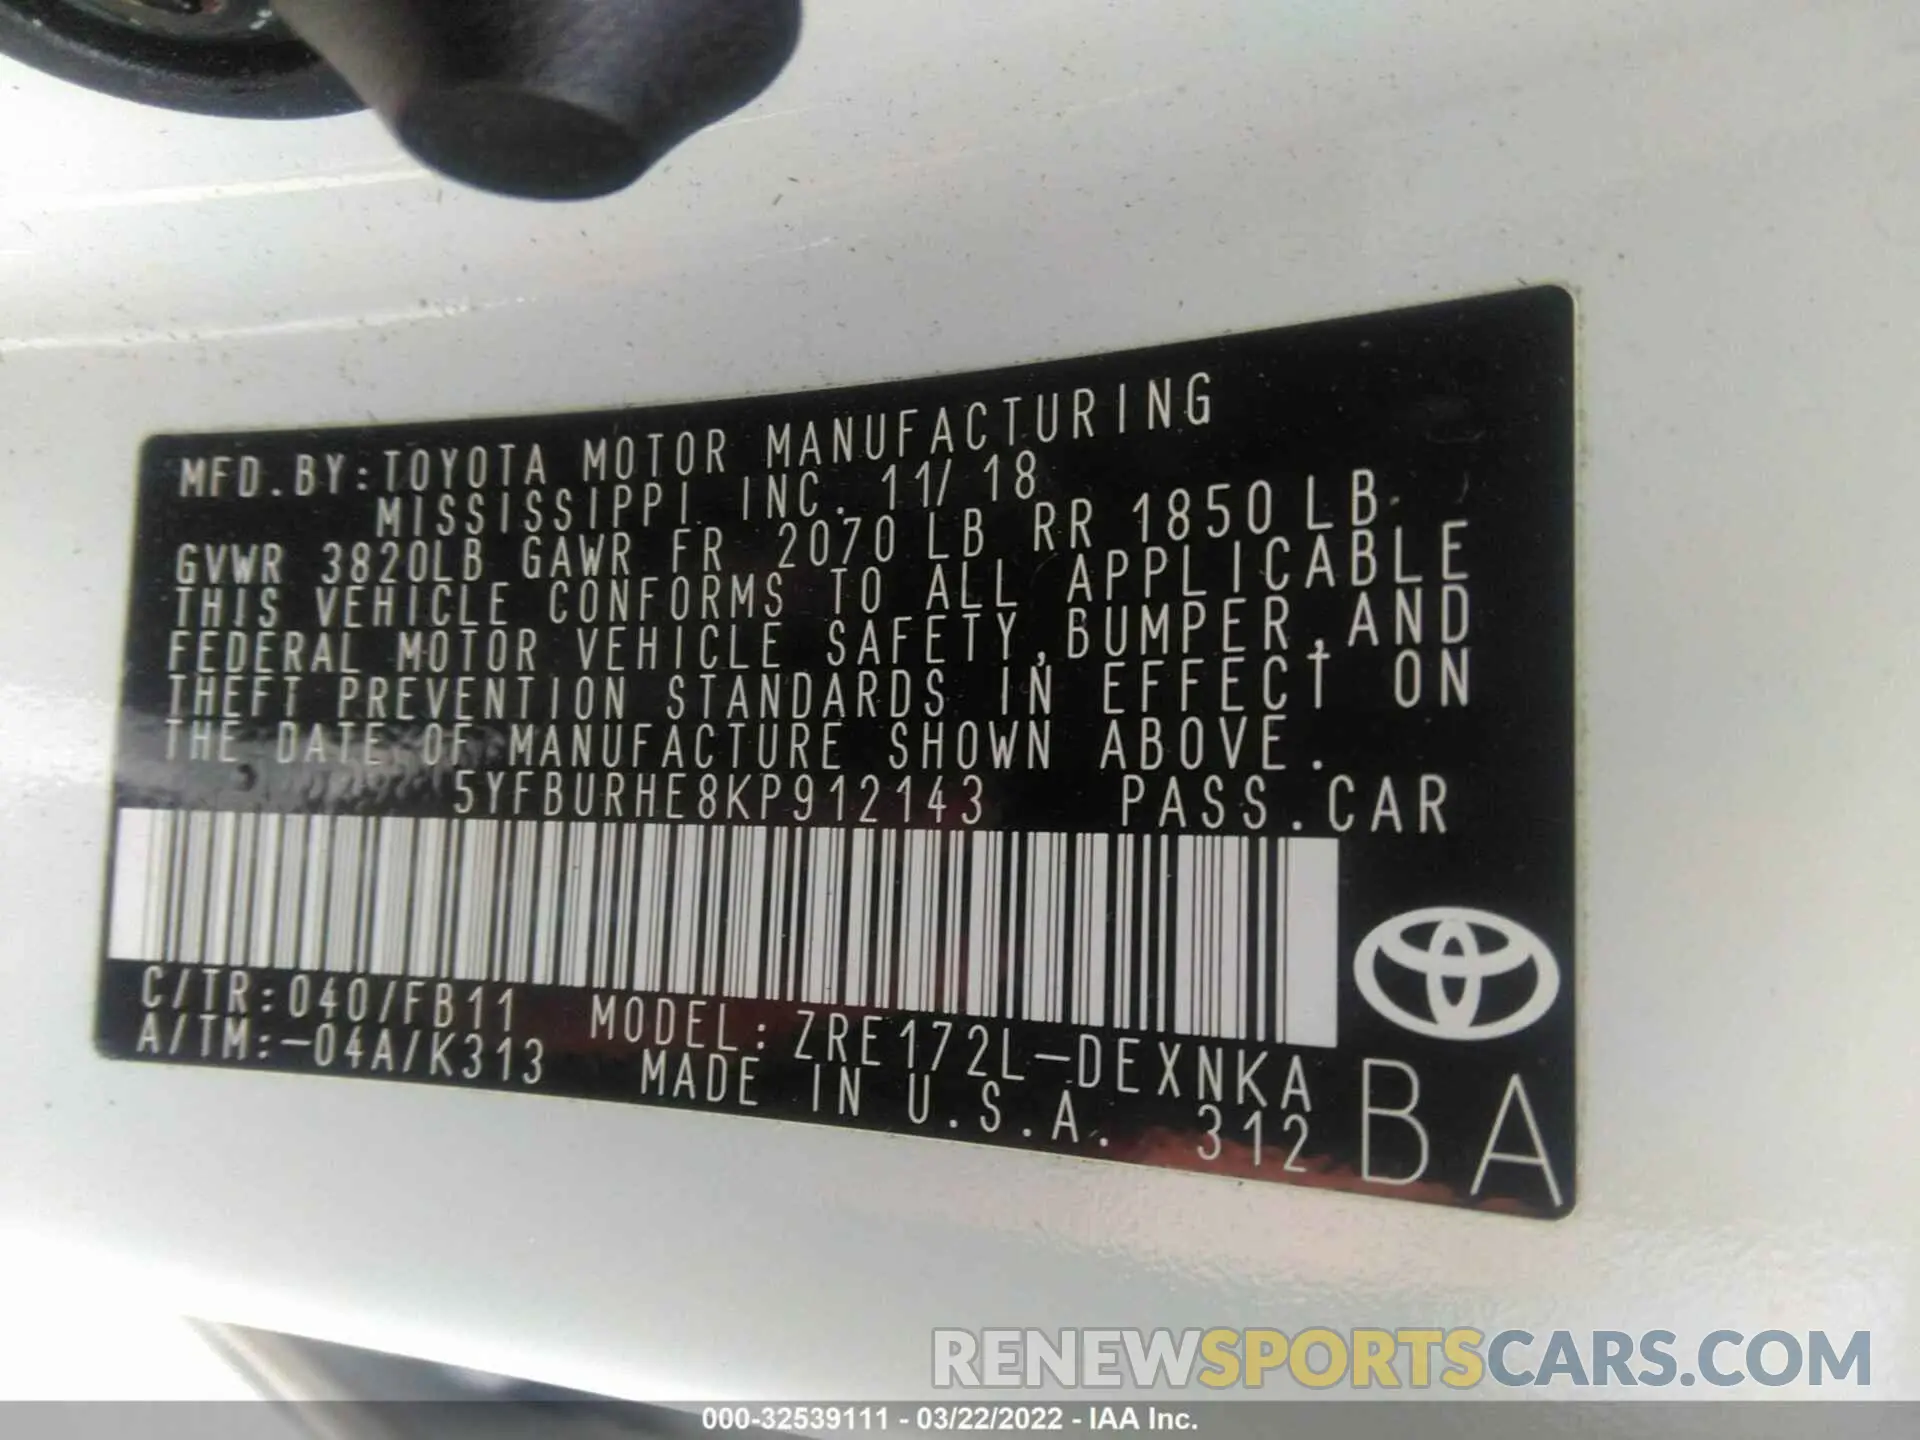 MFD.BY:TOYOTA MOTOR MANUFACTURING
MISSISSIPPI INC. 11/18
GVWR 3820LB GAWR FR 2070LB RR 1850LB
THIS VEHICLE CONFORMS TO ALL APPLICABLE
FEDERAL MOTOR VEHICLE SAFETY,BUMPER,AND
THEFT PREVENTION STANDARDS IN EFFECT ON
THE DATE OF MANUFACTURE SHOWN ABOVE.
5YFBURHE8KP912143 PASS.CAR
C/TR:040/FB11 MODEL:ZRE172L-DEXNKA
A/TM:-04A/K313 MADE IN U.S.A. 312
BA
RENEWSPORTSCARS.COM
000-32539111 - 03/22/2022 - IAA Inc.